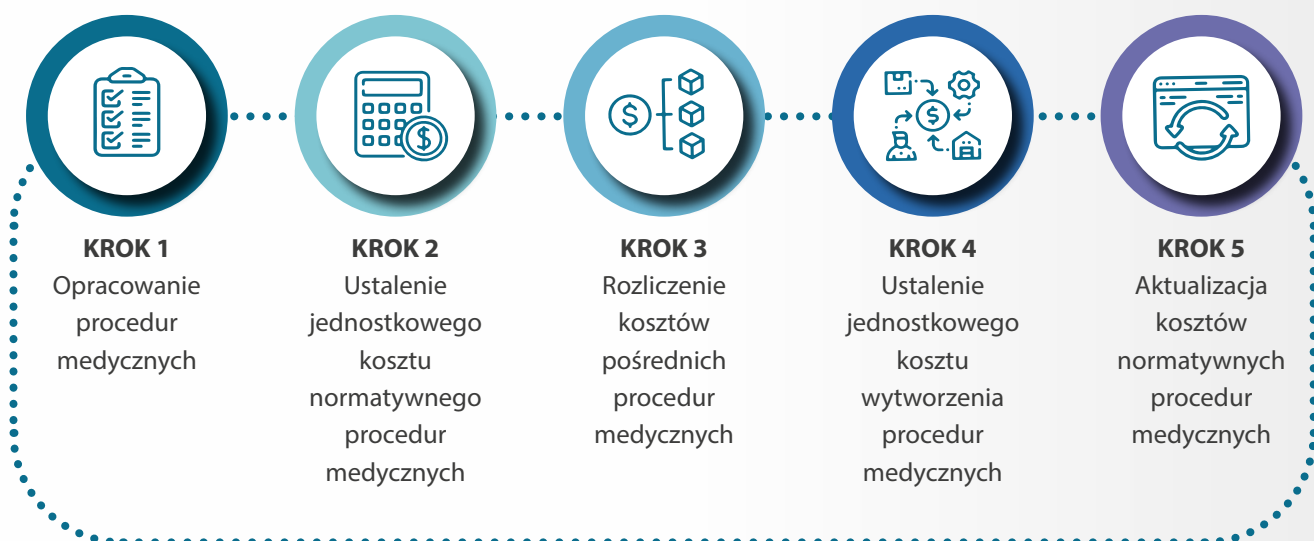 KROK 1
Opracowanie
procedur
medycznych
KROK 2
Ustalenie
jednostkowego
kosztu
normatywnego
procedur
medycznych
KROK 3
Rozliczenie
kosztów
pośrednich
procedur
medycznych
KROK 4
Ustalenie
jednostkowego
kosztu
wytworzenia
procedur
medycznych
KROK 5
Aktualizacja
kosztów
normatywnych
procedur
medycznych